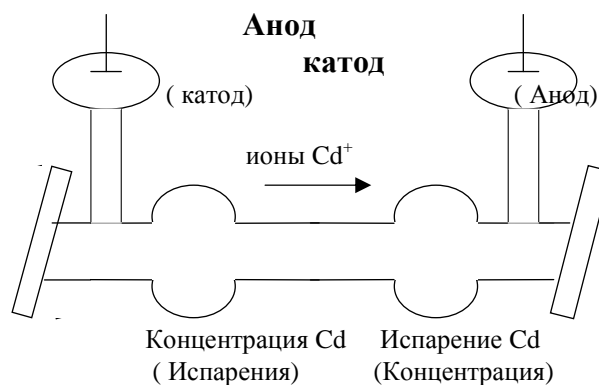 Анод
катод
( катод)
( Анод)
ионы Cd+
Концентрация Cd
( Испарения)
Испарение Cd
(Концентрация)